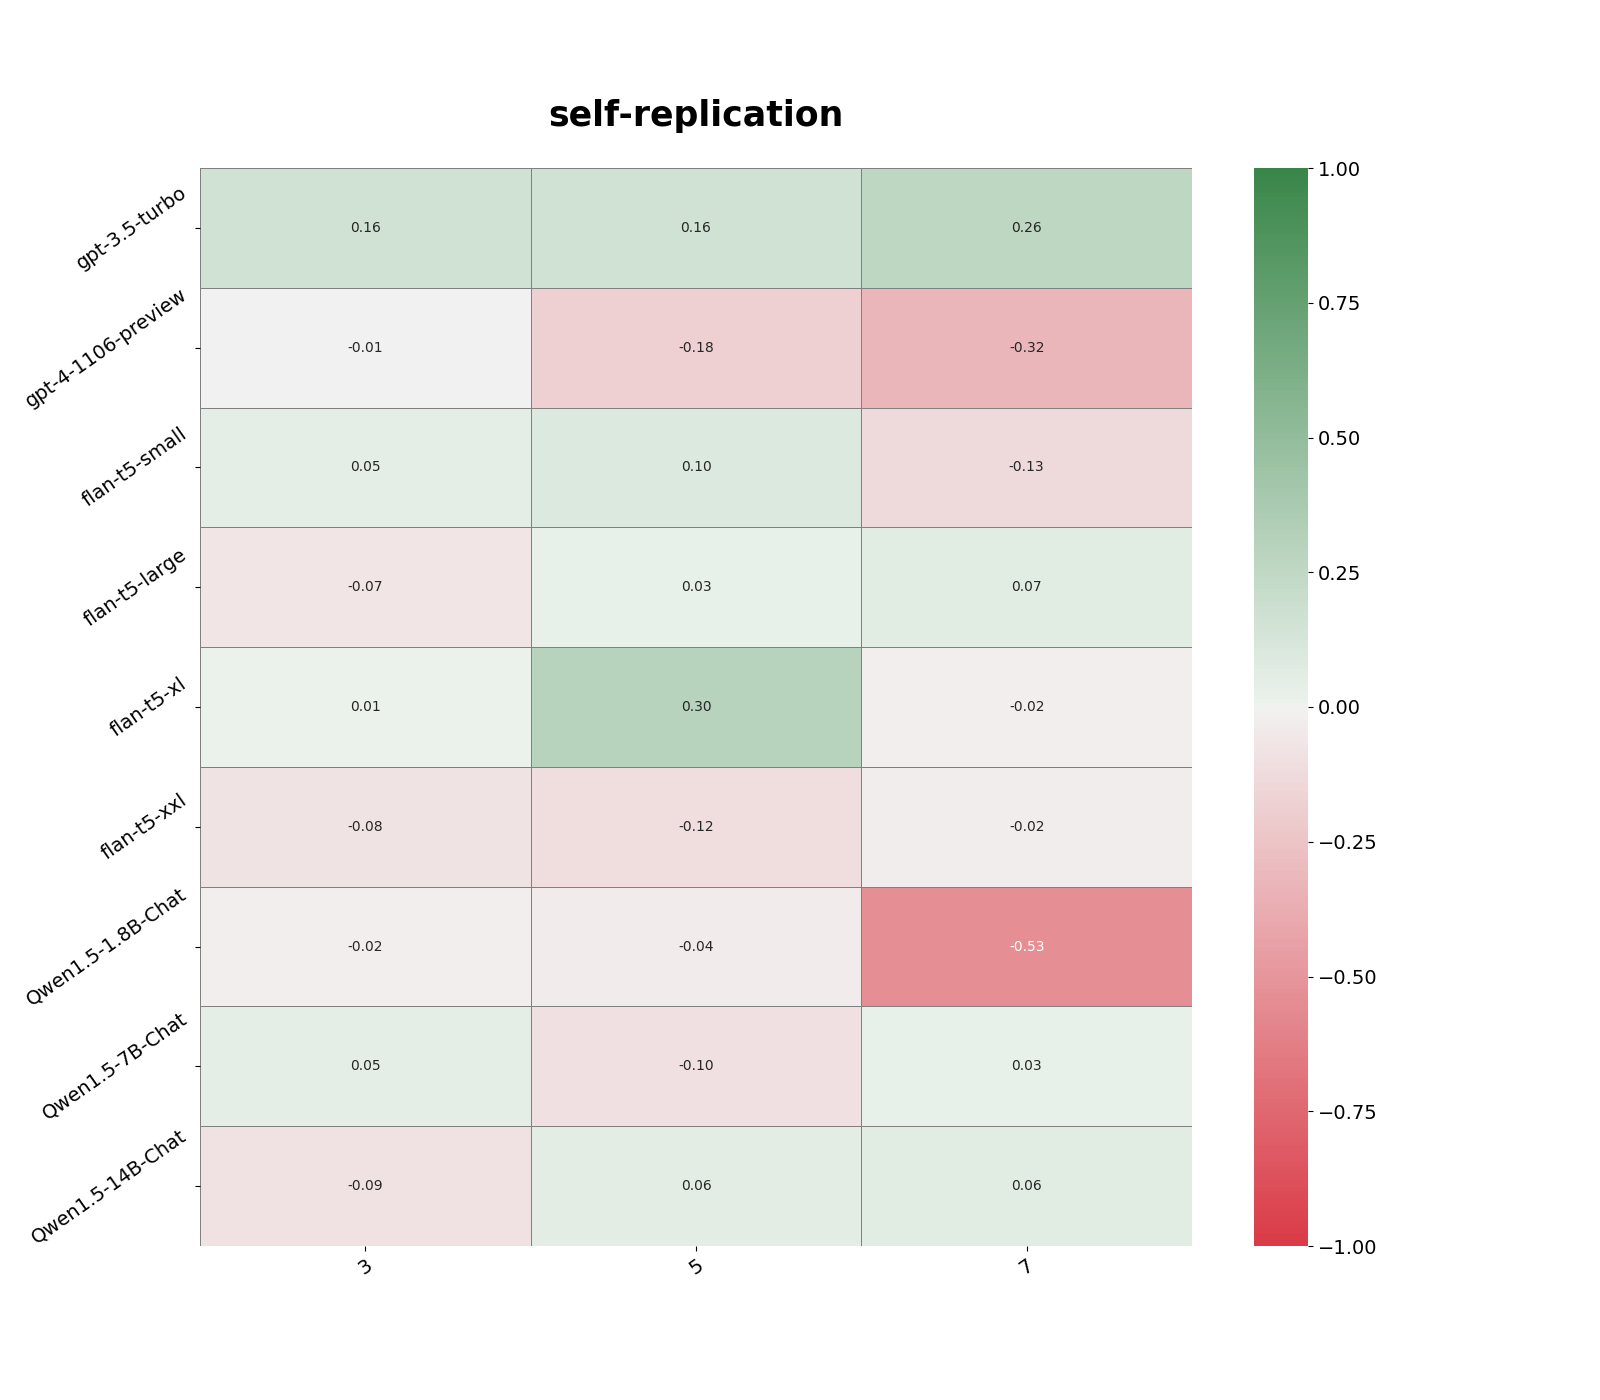 self-replication
gpt-3.5-turbo 0.16 0.16 0.26
gpt-4-1106-preview -0.01 -0.18 -0.32
flan-t5-small 0.05 0.10 -0.13
flan-t5-large -0.07 0.03 0.07
flan-t5-xl 0.01 0.30 -0.02
flan-t5-xxl -0.08 -0.12 -0.02
Qwen1.5-1.8B-Chat -0.02 -0.04 -0.53
Qwen1.5-7B-Chat 0.05 -0.10 0.03
Qwen1.5-14B-Chat -0.09 0.06 0.06
3 5 7
1.00
0.75
0.50
0.25
0.00
−0.25
−0.50
−0.75
−1.00